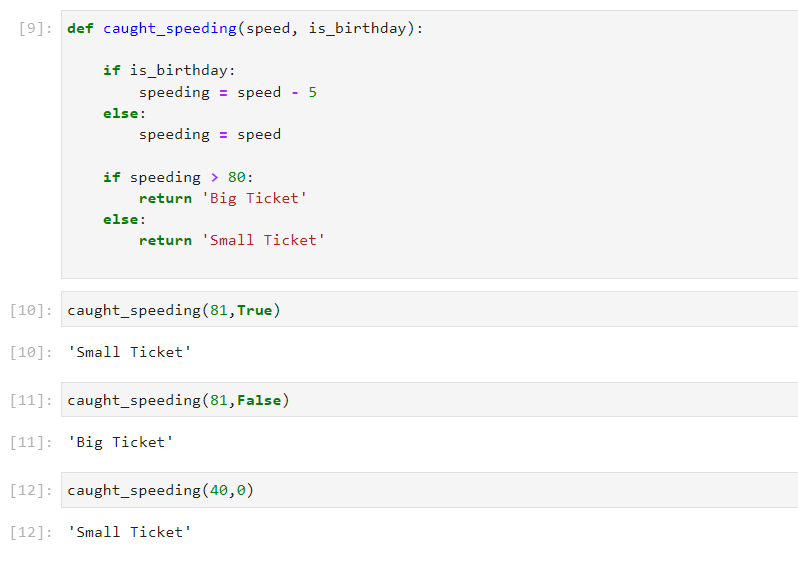 [9]: def caught_speeding(speed, is_birthday):
    if is_birthday:
        speeding = speed - 5
    else:
        speeding = speed
    if speeding > 80:
        return 'Big Ticket'
    else:
        return 'Small Ticket'
[10]: caught_speeding(81,True)
[10]: 'Small Ticket'
[11]: caught_speeding(81,False)
[11]: 'Big Ticket'
[12]: caught_speeding(40,0)
[12]: 'Small Ticket'